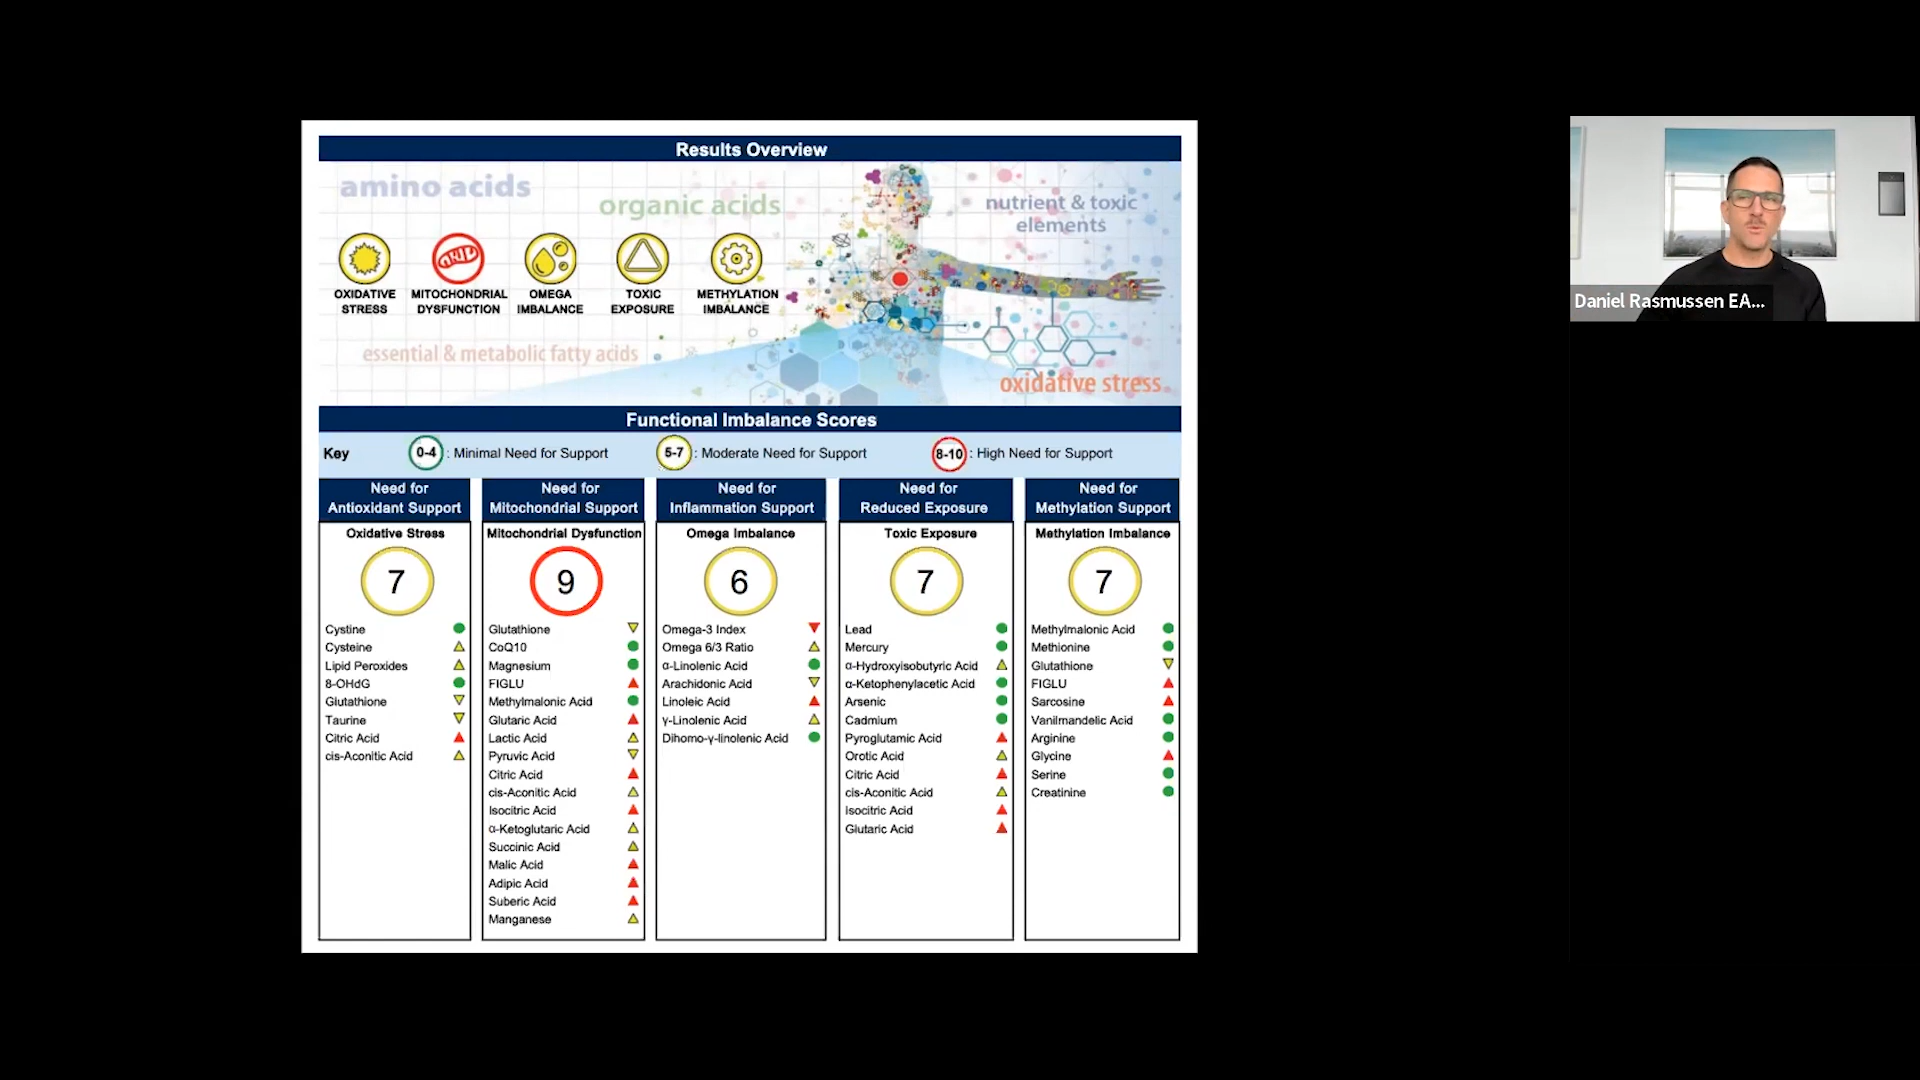 Results Overview
amino acids
organic acids
nutrient & toxic
elements
OXIDATIVE
STRESS
MITOCHONDRIAL
DYSFUNCTION
OMEGA
IMBALANCE
TOXIC
EXPOSURE
METHYLATION
IMBALANCE
essential & metabolic fatty acids
oxidative stress
Functional Imbalance Scores
Key
0-4 : Minimal Need for Support
5-7 : Moderate Need for Support
8-10 : High Need for Support
Need for
Antioxidant Support
Oxidative Stress
7
Cystine
Cysteine
Lipid Peroxides
8-OHdG
Glutathione
Taurine
Citric Acid
cis-Aconitic Acid
Need for
Mitochondrial Support
Mitochondrial Dysfunction
9
Glutathione
CoQ10
Magnesium
FIGLU
Methylmalonic Acid
Glutaric Acid
Lactic Acid
Pyruvic Acid
Citric Acid
cis-Aconitic Acid
Isocitric Acid
α-Ketoglutaric Acid
Succinic Acid
Malic Acid
Adipic Acid
Suberic Acid
Manganese
Need for
Inflammation Support
Omega Imbalance
6
Omega-3 Index
Omega 6/3 Ratio
α-Linolenic Acid
Arachidonic Acid
Linoleic Acid
γ-Linolenic Acid
Dihomo-γ-linolenic Acid
Need for
Reduced Exposure
Toxic Exposure
7
Lead
Mercury
α-Hydroxyisobutyric Acid
α-Ketophenylacetic Acid
Arsenic
Cadmium
Pyroglutamic Acid
Orotic Acid
Citric Acid
cis-Aconitic Acid
Isocitric Acid
Glutaric Acid
Need for
Methylation Support
Methylation Imbalance
7
Methylmalonic Acid
Methionine
Glutathione
FIGLU
Sarcosine
Vanilmandelic Acid
Arginine
Glycine
Serine
Creatinine
Daniel Rasmussen EA...